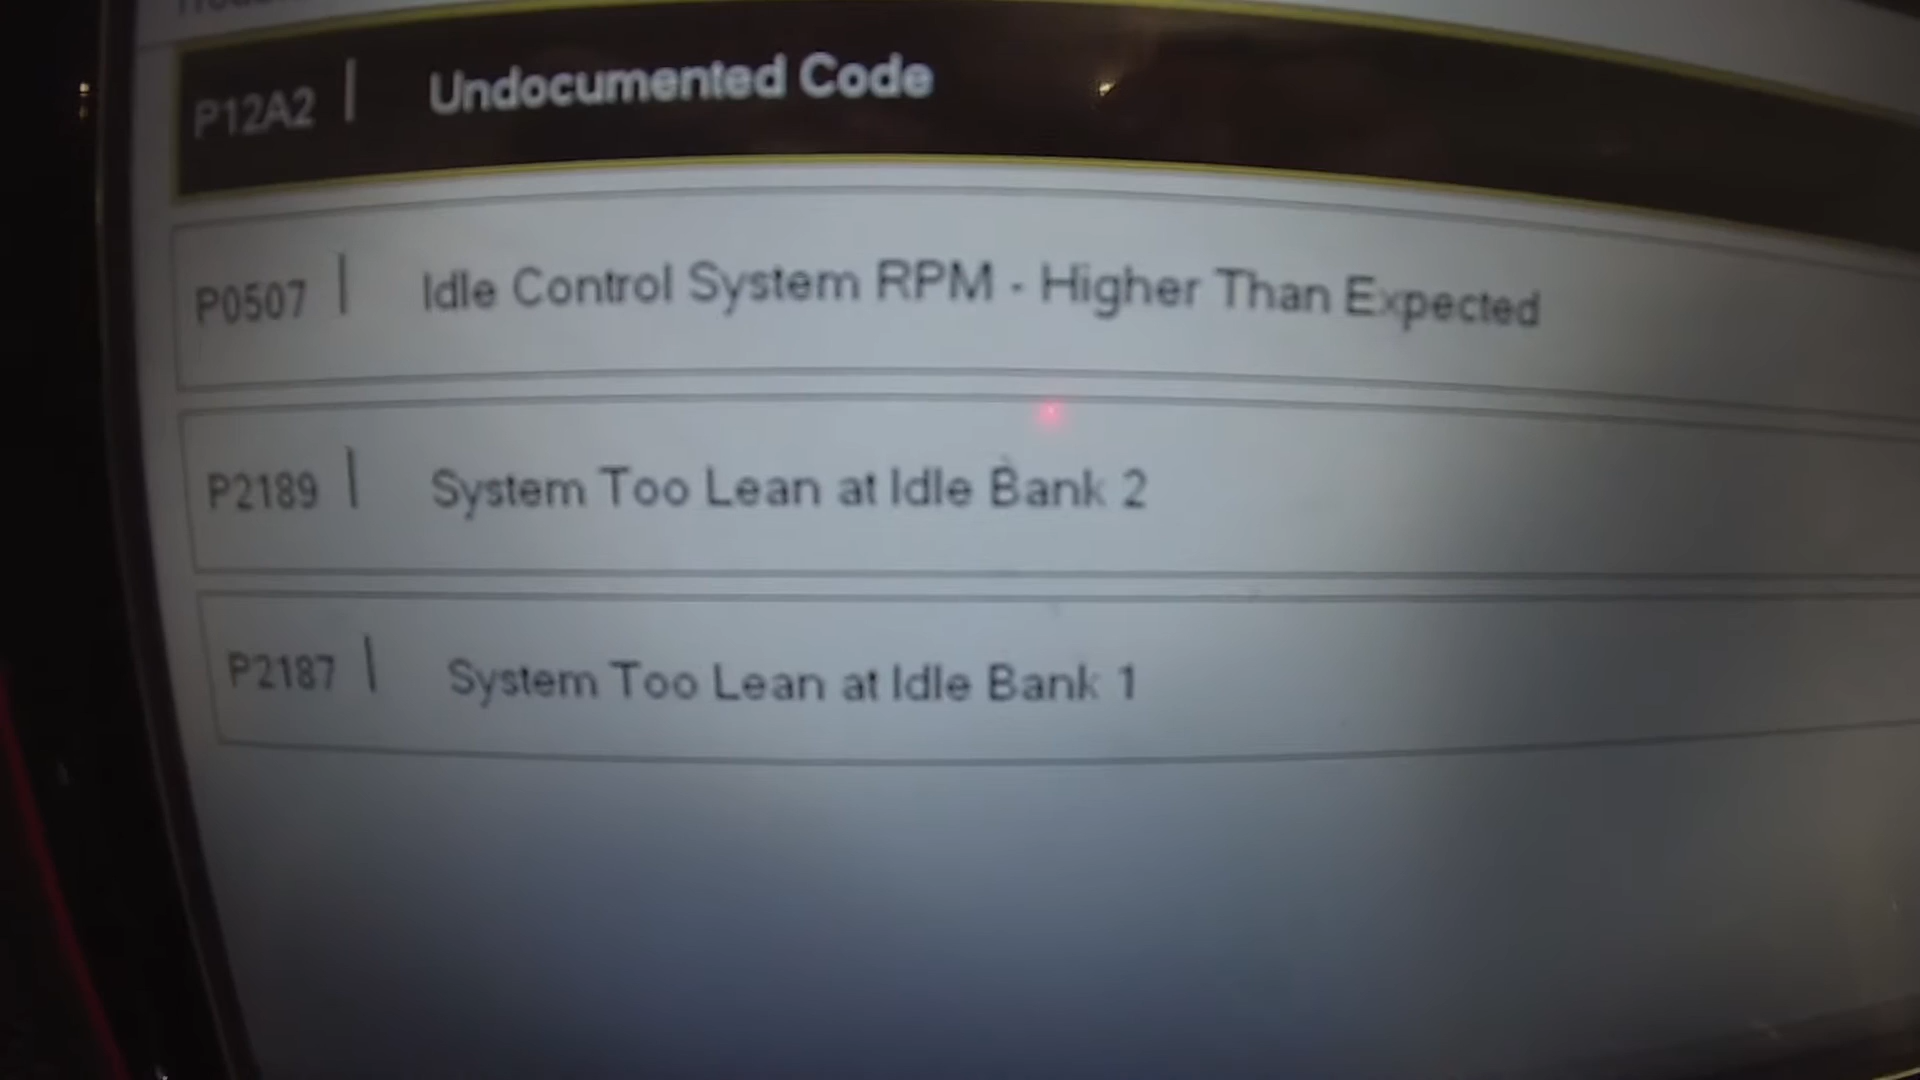 P12A2 | Undocumented Code
P0507 | Idle Control System RPM - Higher Than Expected
P2189 | System Too Lean at Idle Bank 2
P2187 | System Too Lean at Idle Bank 1